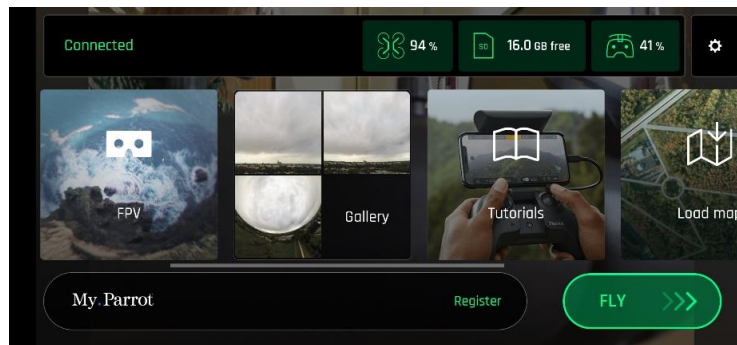 Connected
94 %
SD
16.0 GB free
41 %
FPV
Gallery
Tutorials
Load map
My.Parrot
Register
FLY